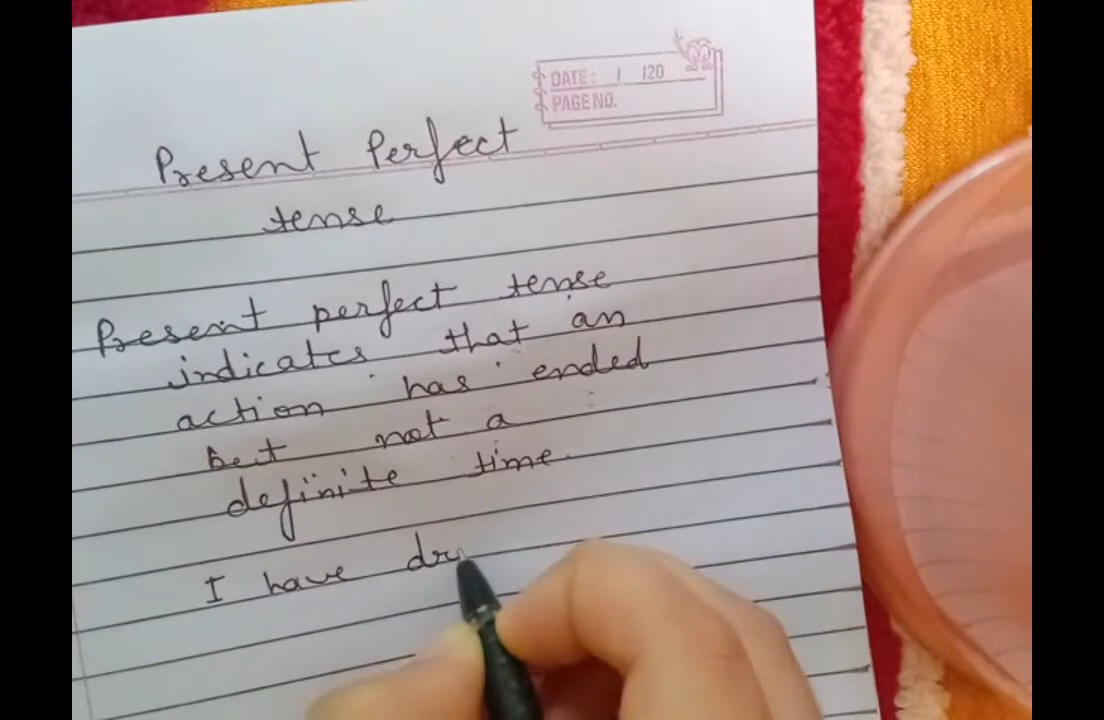 DATE: / /20
PAGE NO.
Present Perfect
tense
Present perfect tense
indicates that an
action has ended
but not a
definite time.
I have dr